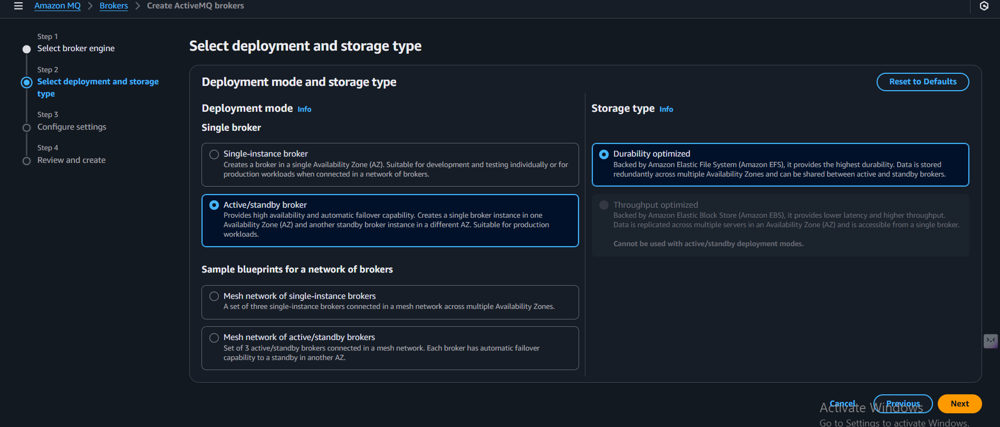 Amazon MQ > Brokers > Create ActiveMQ brokers
Step 1
Select broker engine
Step 2
Select deployment and storage
type
Step 3
Configure settings
Step 4
Review and create
Select deployment and storage type
Deployment mode and storage type
Reset to Defaults
Deployment mode Info
Single broker
Single-instance broker
Creates a broker in a single Availability Zone (AZ). Suitable for development and testing individually or for
production workloads when connected in a network of brokers.
Active/standby broker
Provides high availability and automatic failover capability. Creates a single broker instance in one
Availability Zone (AZ) and another standby broker instance in a different AZ. Suitable for production
workloads.
Sample blueprints for a network of brokers
Mesh network of single-instance brokers
A set of three single-instance brokers connected in a mesh network across multiple Availability Zones.
Mesh network of active/standby brokers
Set of 3 active/standby brokers connected in a mesh network. Each broker has automatic failover
capability to a standby in another AZ.
Storage type Info
Durability optimized
Backed by Amazon Elastic File System (Amazon EFS), it provides the highest durability. Data is stored
redundantly across multiple Availability Zones and can be shared between active and standby brokers.
Throughput optimized
Backed by Amazon Elastic Block Store (Amazon EBS), it provides lower latency and higher throughput.
Data is replicated across multiple servers in an Availability Zone (AZ) and is accessible from a single broker.
Cannot be used with active/standby deployment modes.
Cancel
Previous
Next
Activate Windows
Go to Settings to activate Windows.